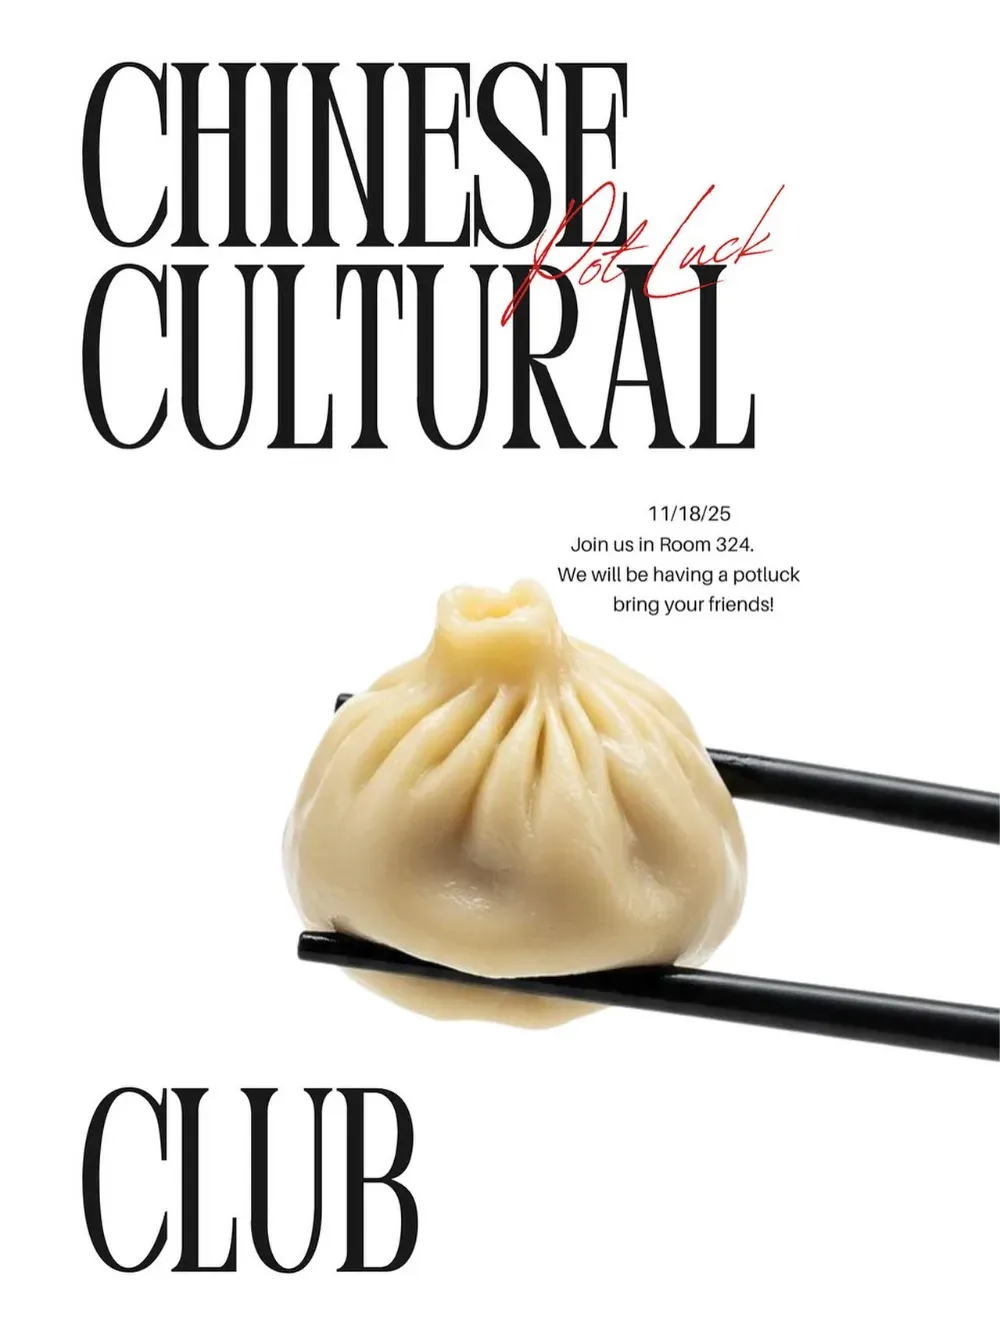 CHINESE
Pot Luck
CULTURAL
11/18/25
Join us in Room 324.
We will be having a potluck
bring your friends!
CLUB